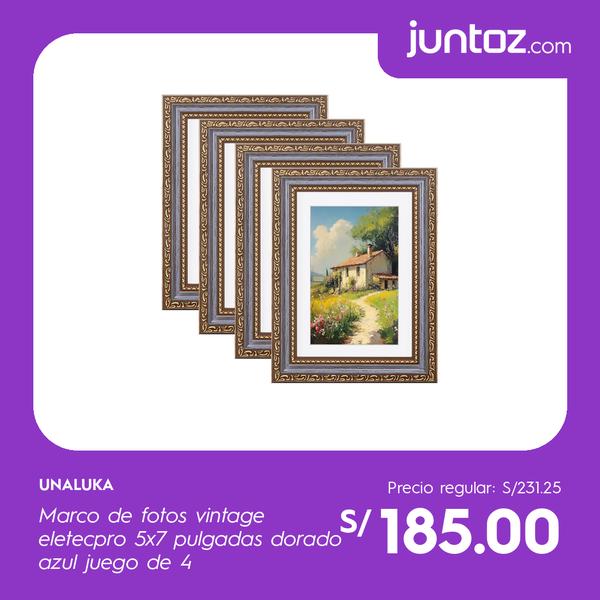 juntoz.com
UNALUKA
Marco de fotos vintage
eletecpro 5x7 pulgadas dorado
azul juego de 4
Precio regular: S/231.25
S/185.00